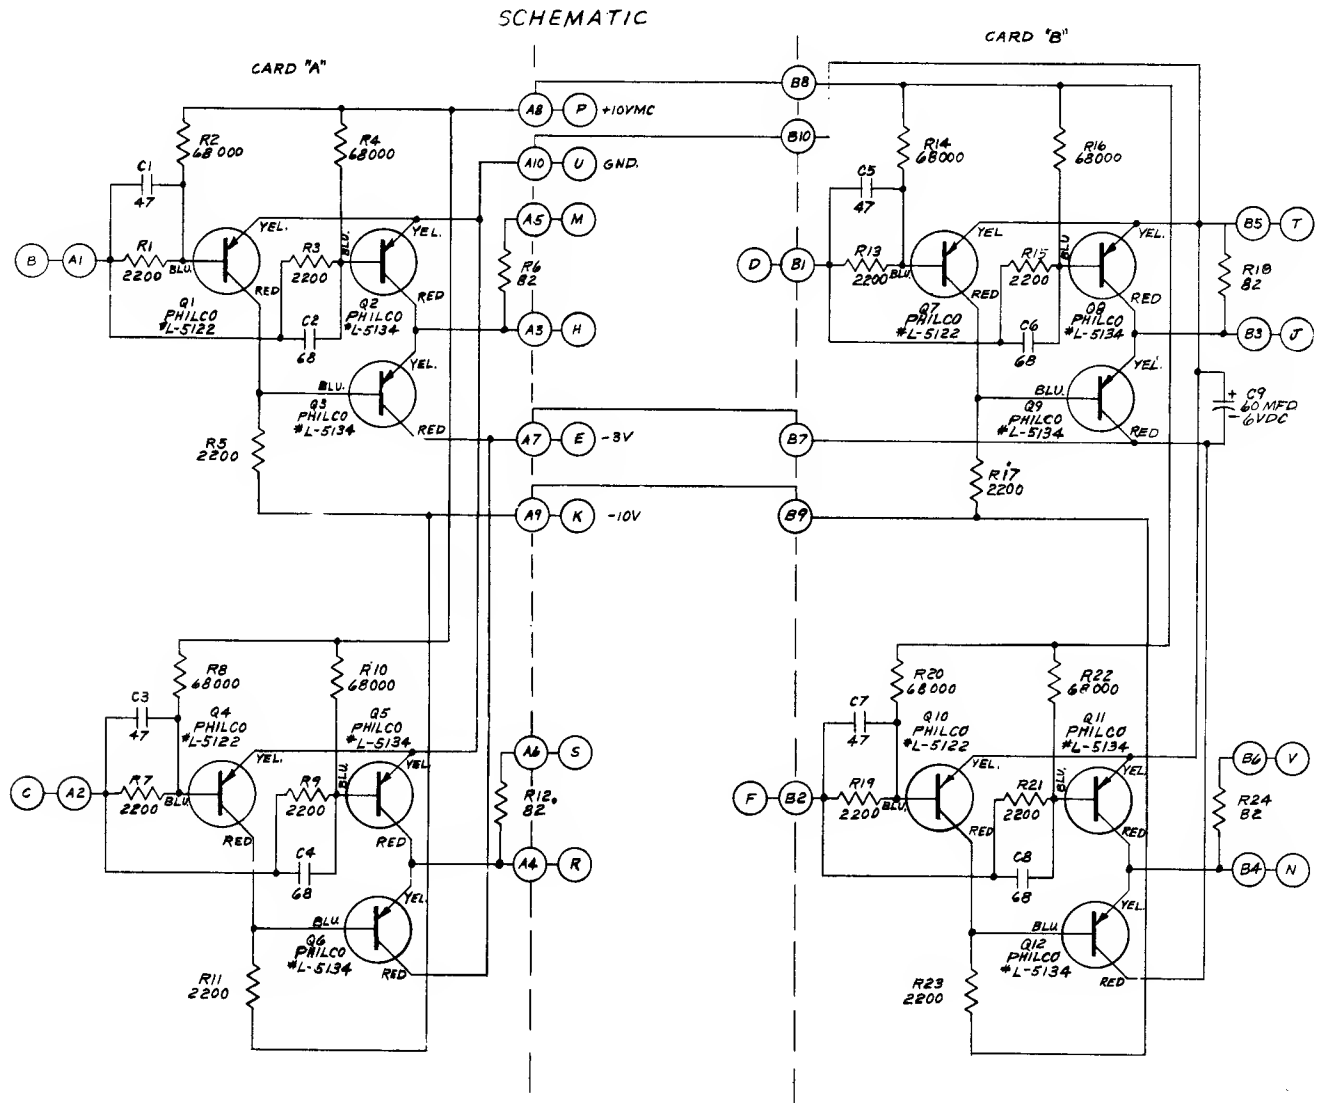 SCHEMATIC
CARD "A"
CARD "B"
A8 P +10VMC
A10 U GND.
A5 M
R6
82
A3 H
A7 E -3V
A9 K -10V
B8
B10
R2
68000
R4
68000
C1
47
B A1
R1
2200
BLU.
YEL.
RED
Q1
PHILCO
#L-5122
R3
2200
BLU.
YEL.
RED
C2
68
Q2
PHILCO
#L-5134
BLU.
YEL.
RED
Q3
PHILCO
#L-5134
R5
2200
R14
68000
R16
68000
C5
47
D B1
R13
2200
BLU.
YEL
RED
Q7
PHILCO
#L-5122
R15
2200
BLU
YEL.
RED
C6
68
Q8
PHILCO
#L-5134
B5 T
R18
82
B3 J
BLU.
YEL.
RED
Q9
PHILCO
#L-5134
+ C9
60 MFD
- 6VDC
B7
R17
2200
B9
R8
68000
R10
68000
C3
47
Q4
PHILCO
#L-5122
Q5
PHILCO
#L-5134
C A2
R7
2200
BLU.
YEL.
RED
R9
2200
BLU.
YEL.
RED
C4
68
A6 S
R12.
82
A4 R
BLU.
YEL.
RED
Q6
PHILCO
#L-5134
R11
2200
R20
68000
R22
68000
C7
47
Q10
PHILCO
#L-5122
Q11
PHILCO
#L-5134
F B2
R19
2200
BLU.
YEL.
RED
R21
2200
BLU.
YEL.
RED
C8
68
B6 V
R24
82
B4 N
BLU.
YEL.
RED
Q12
PHILCO
#L-5134
R23
2200